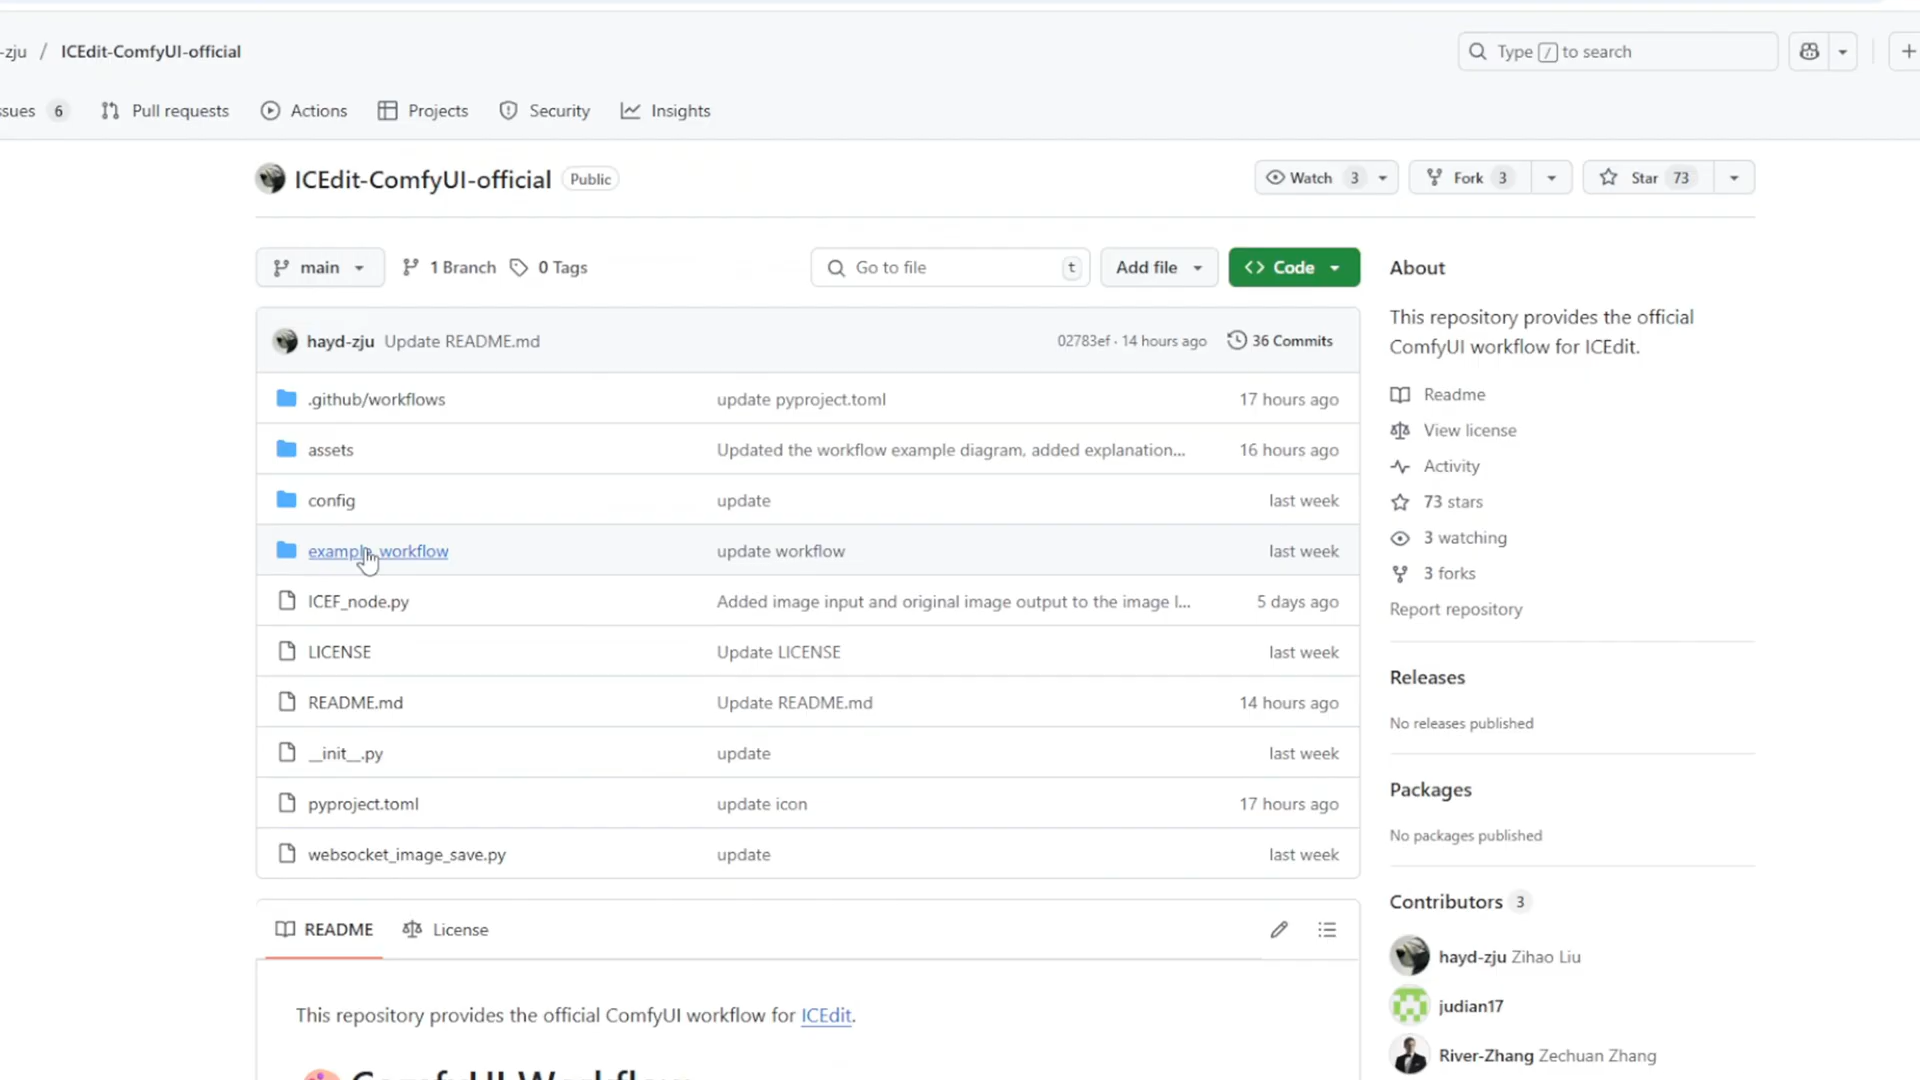 -zju / ICEdit-ComfyUI-official
Type / to search
ssues 6 Pull requests Actions Projects Security Insights
ICEdit-ComfyUI-official Public
Watch 3 Fork 3 Star 73
main 1 Branch 0 Tags
Go to file t Add file Code
hayd-zju Update README.md 02783ef · 14 hours ago 36 Commits
.github/workflows update pyproject.toml 17 hours ago
assets Updated the workflow example diagram, added explanation... 16 hours ago
config update last week
example_workflow update workflow last week
ICEF_node.py Added image input and original image output to the image l... 5 days ago
LICENSE Update LICENSE last week
README.md Update README.md 14 hours ago
__init__.py update last week
pyproject.toml update icon 17 hours ago
websocket_image_save.py update last week
README License
This repository provides the official ComfyUI workflow for ICEdit.
ComfyUI Workflow
About
This repository provides the official
ComfyUI workflow for ICEdit.
Readme
View license
Activity
73 stars
3 watching
3 forks
Report repository
Releases
No releases published
Packages
No packages published
Contributors 3
hayd-zju Zihao Liu
judian17
River-Zhang Zechuan Zhang